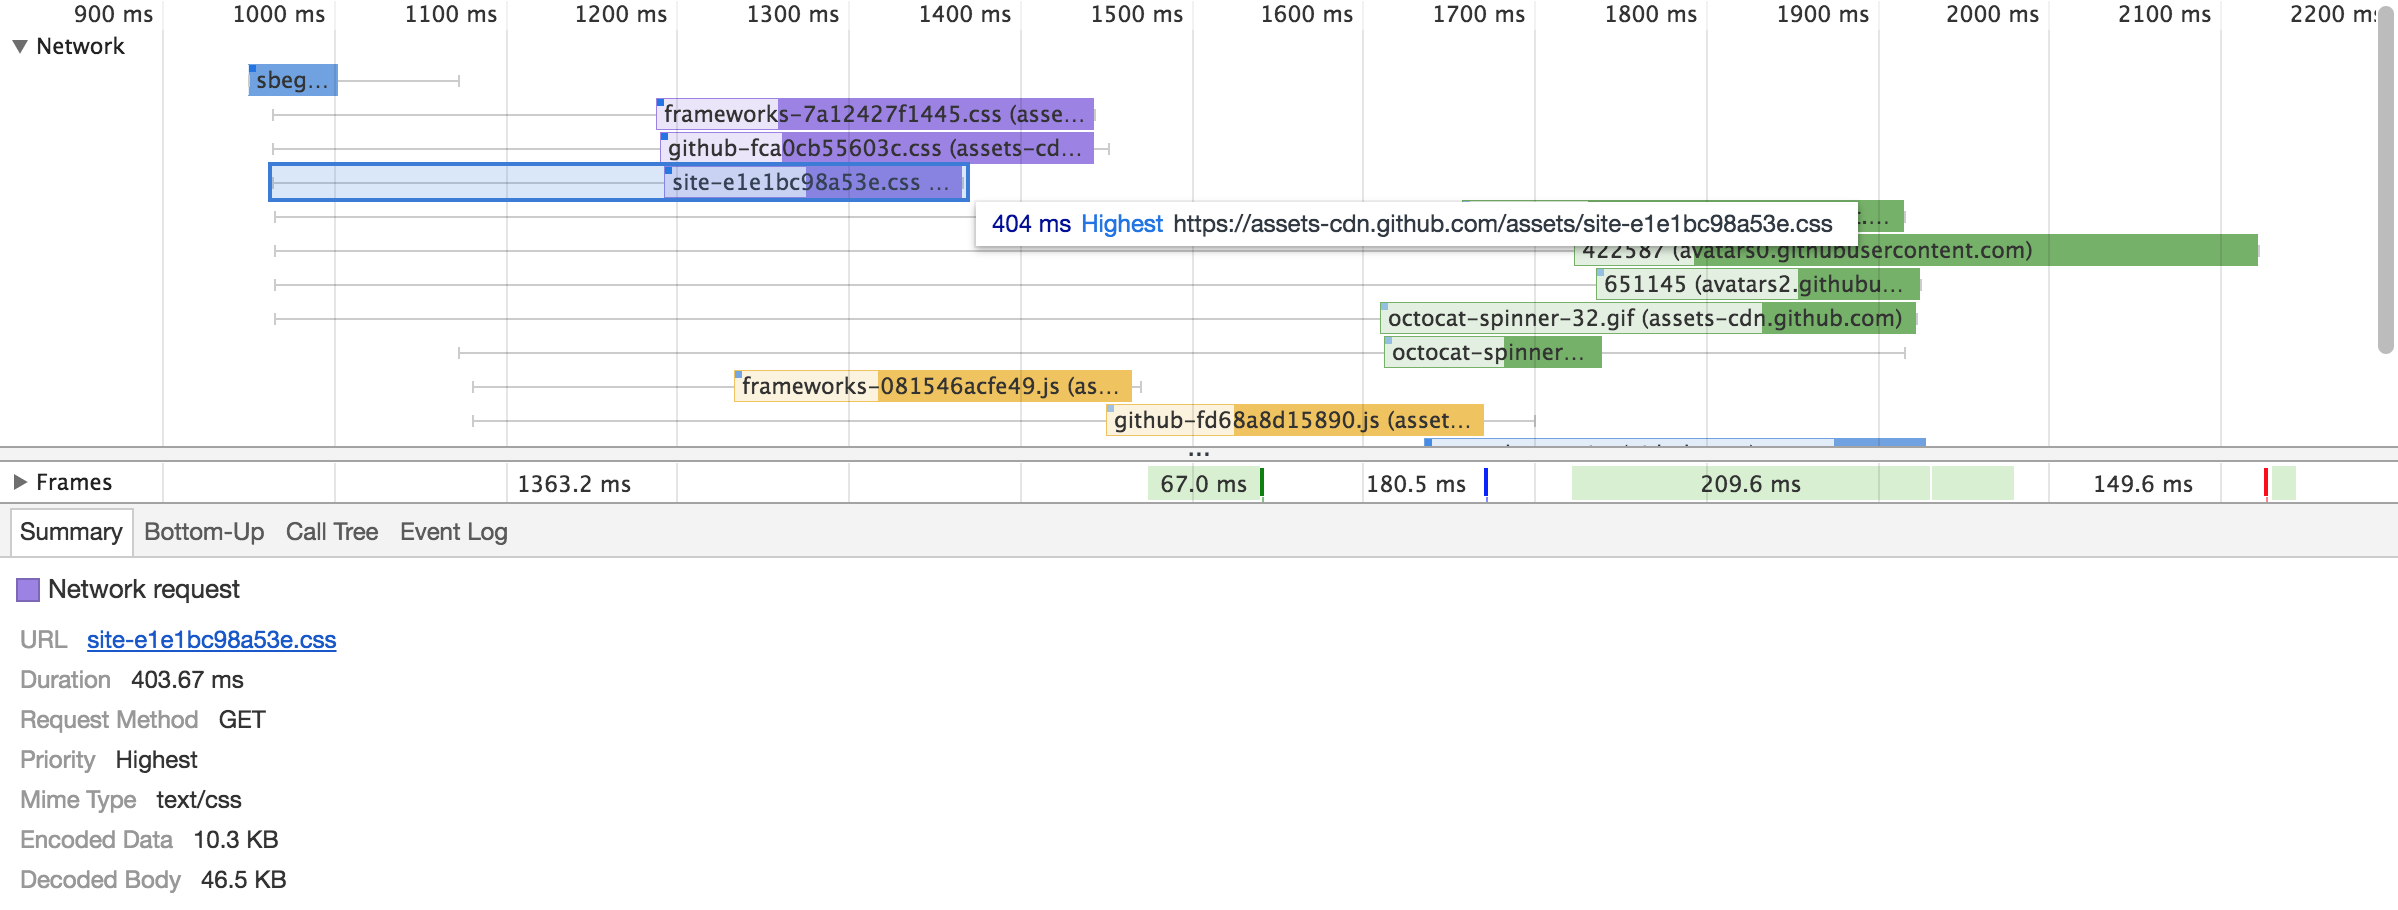 900 ms 1000 ms 1100 ms 1200 ms 1300 ms 1400 ms 1500 ms 1600 ms 1700 ms 1800 ms 1900 ms 2000 ms 2100 ms 2200
Network
sbeg...
frameworks-7a12427f1445.css (asse...
github-fca0cb55603c.css (assets-cd...
site-e1e1bc98a53e.css ...
404 ms Highest https://assets-cdn.github.com/assets/site-e1e1bc98a53e.css
422587 (avatars0.githubusercontent.com)
651145 (avatars2.githubu...
octocat-spinner-32.gif (assets-cdn.github.com)
octocat-spinner...
frameworks-081546acfe49.js (as...
github-fd68a8d15890.js (asset...
...
Frames 1363.2 ms 67.0 ms 180.5 ms 209.6 ms 149.6 ms
Summary Bottom-Up Call Tree Event Log
Network request
URL site-e1e1bc98a53e.css
Duration 403.67 ms
Request Method GET
Priority Highest
Mime Type text/css
Encoded Data 10.3 KB
Decoded Body 46.5 KB